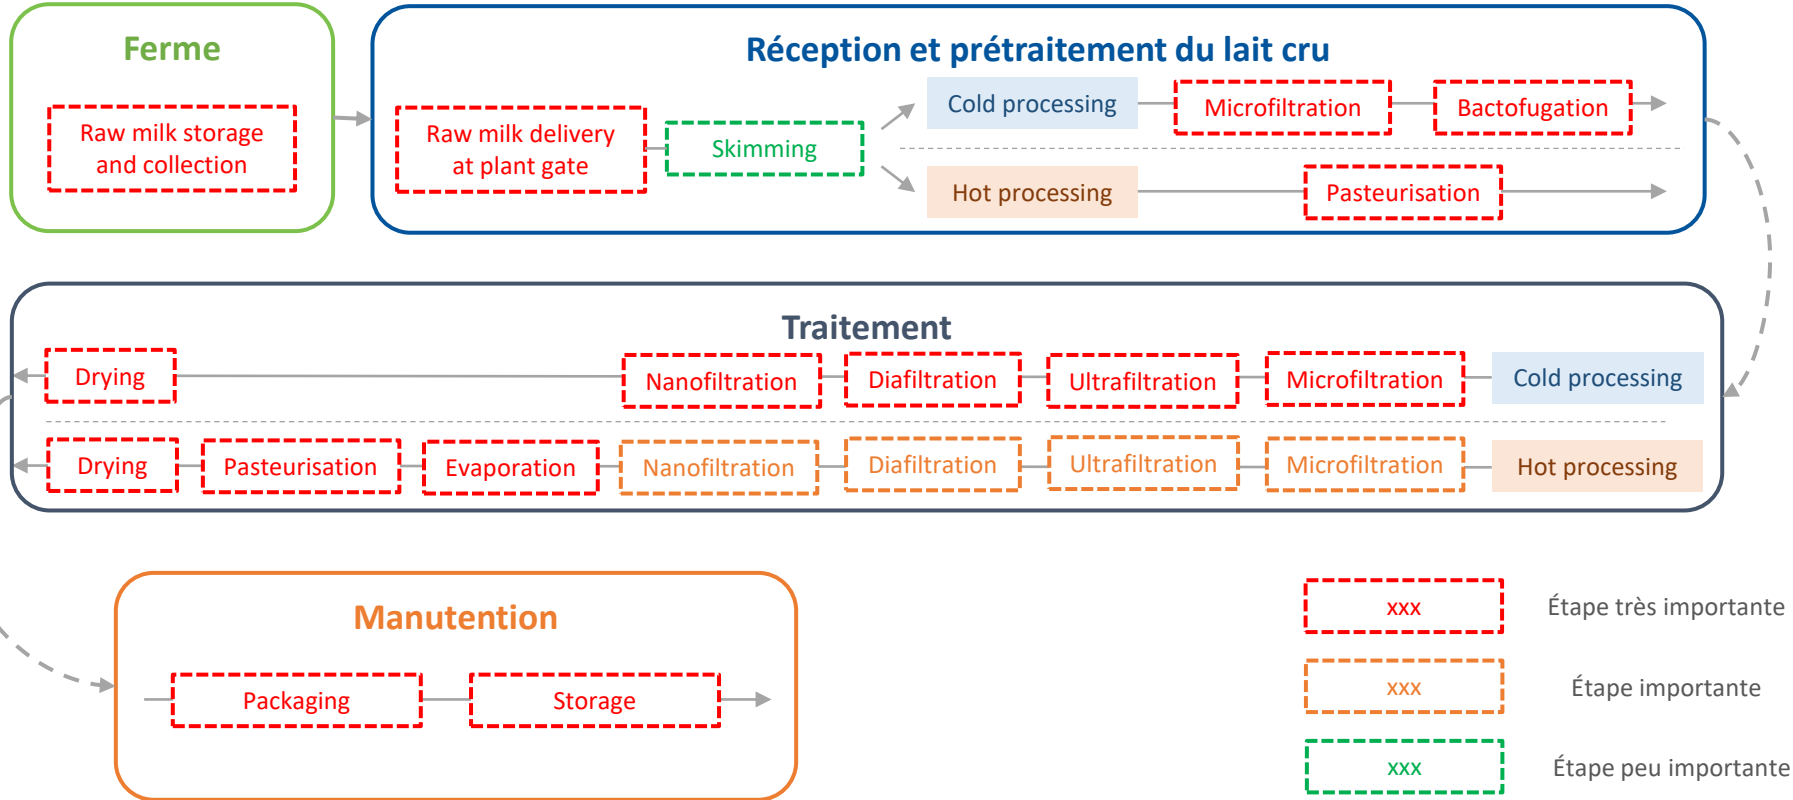 Ferme
Raw milk storage
and collection
Réception et prétraitement du lait cru
Raw milk delivery
at plant gate
Skimming
Cold processing
Microfiltration
Bactofugation
Hot processing
Pasteurisation
Traitement
Drying
Nanofiltration
Diafiltration
Ultrafiltration
Microfiltration
Cold processing
Drying
Pasteurisation
Evaporation
Nanofiltration
Diafiltration
Ultrafiltration
Microfiltration
Hot processing
Manutention
Packaging
Storage
xxx
Étape très importante
xxx
Étape importante
xxx
Étape peu importante